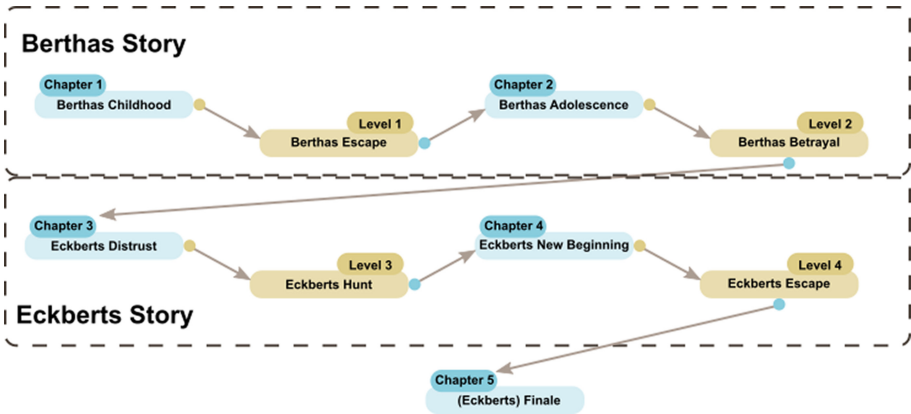 Berthas Story
Chapter 1
Berthas Childhood
Level 1
Berthas Escape
Chapter 2
Berthas Adolescence
Level 2
Berthas Betrayal
Chapter 3
Eckberts Distrust
Level 3
Eckberts Hunt
Chapter 4
Eckberts New Beginning
Level 4
Eckberts Escape
Eckberts Story
Chapter 5
(Eckberts) Finale